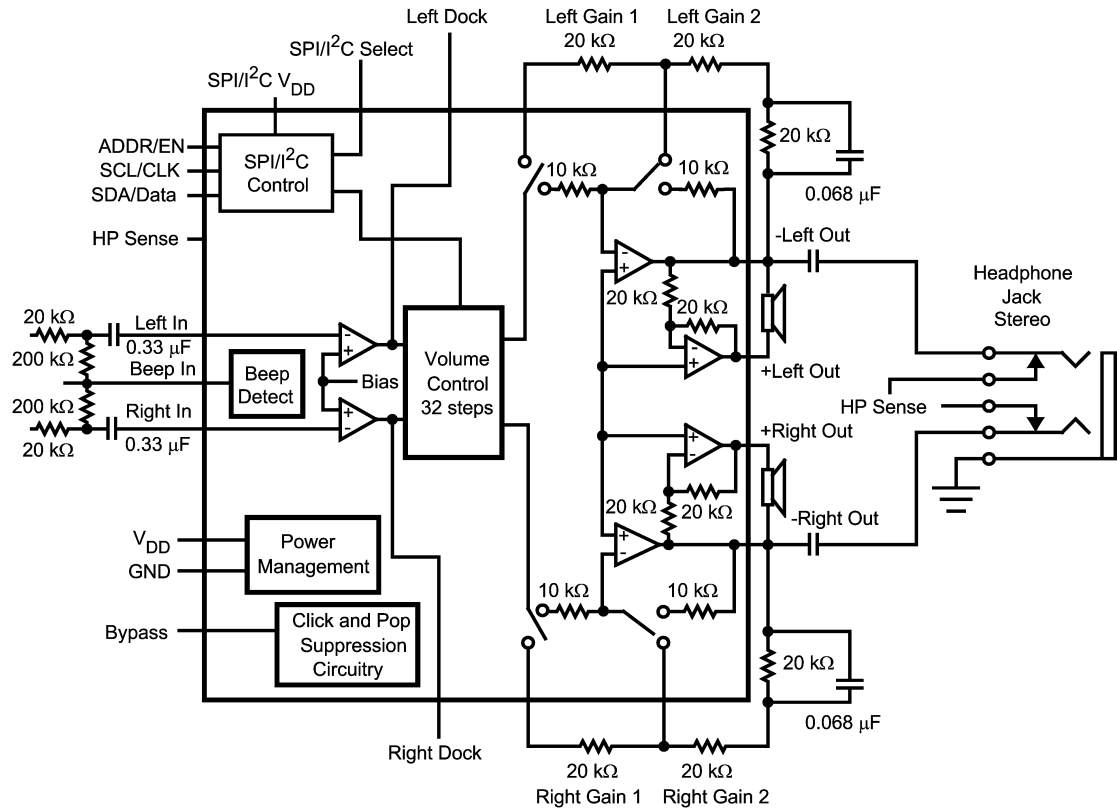 Left Dock
Left Gain 1
Left Gain 2
20 kΩ
20 kΩ
SPI/I²C Select
SPI/I²C V_DD
ADDR/EN
SCL/CLK
SDA/Data
SPI/I²C
Control
20 kΩ
10 kΩ
10 kΩ
0.068 μF
HP Sense
-Left Out
-
+
Headphone
Jack
Stereo
20 kΩ
20 kΩ
20 kΩ
Left In
0.33 μF
-
+
200 kΩ
Beep In
Beep
Detect
Bias
Volume
Control
32 steps
-
+
+Left Out
200 kΩ
Right In
20 kΩ
0.33 μF
+
-
HP Sense
+Right Out
+
-
20 kΩ
20 kΩ
-Right Out
+
-
V_DD
GND
Power
Management
10 kΩ
10 kΩ
Bypass
Click and Pop
Suppression
Circuitry
20 kΩ
0.068 μF
Right Dock
20 kΩ
20 kΩ
Right Gain 1
Right Gain 2